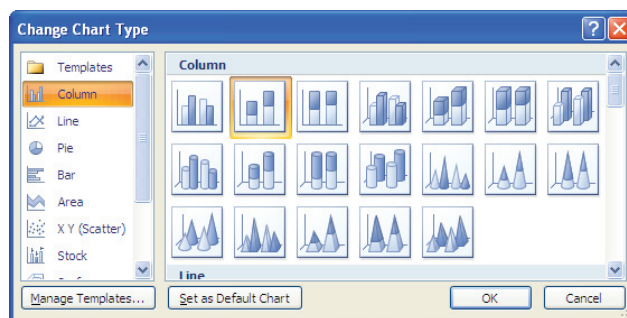 Change Chart Type
Templates
Column
Line
Pie
Bar
Area
X Y (Scatter)
Stock
Column
Line
Manage Templates...
Set as Default Chart
OK
Cancel